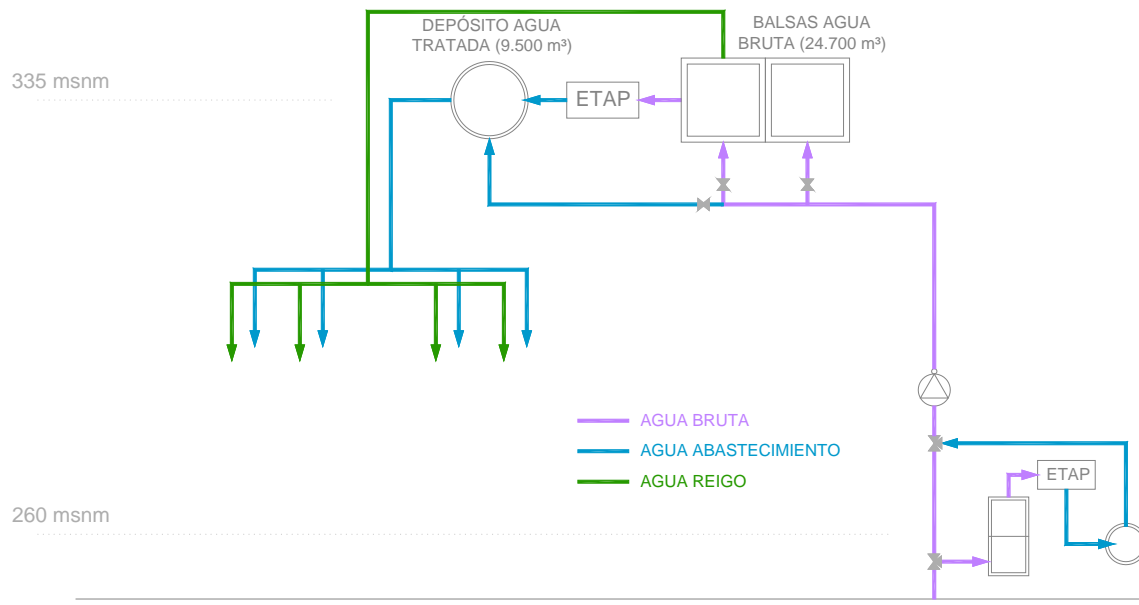 DEPÓSITO AGUA
TRATADA (9.500 m³)
BALSAS AGUA
BRUTA (24.700 m³)
335 msnm
ETAP
AGUA BRUTA
AGUA ABASTECIMIENTO
AGUA REIGO
ETAP
260 msnm